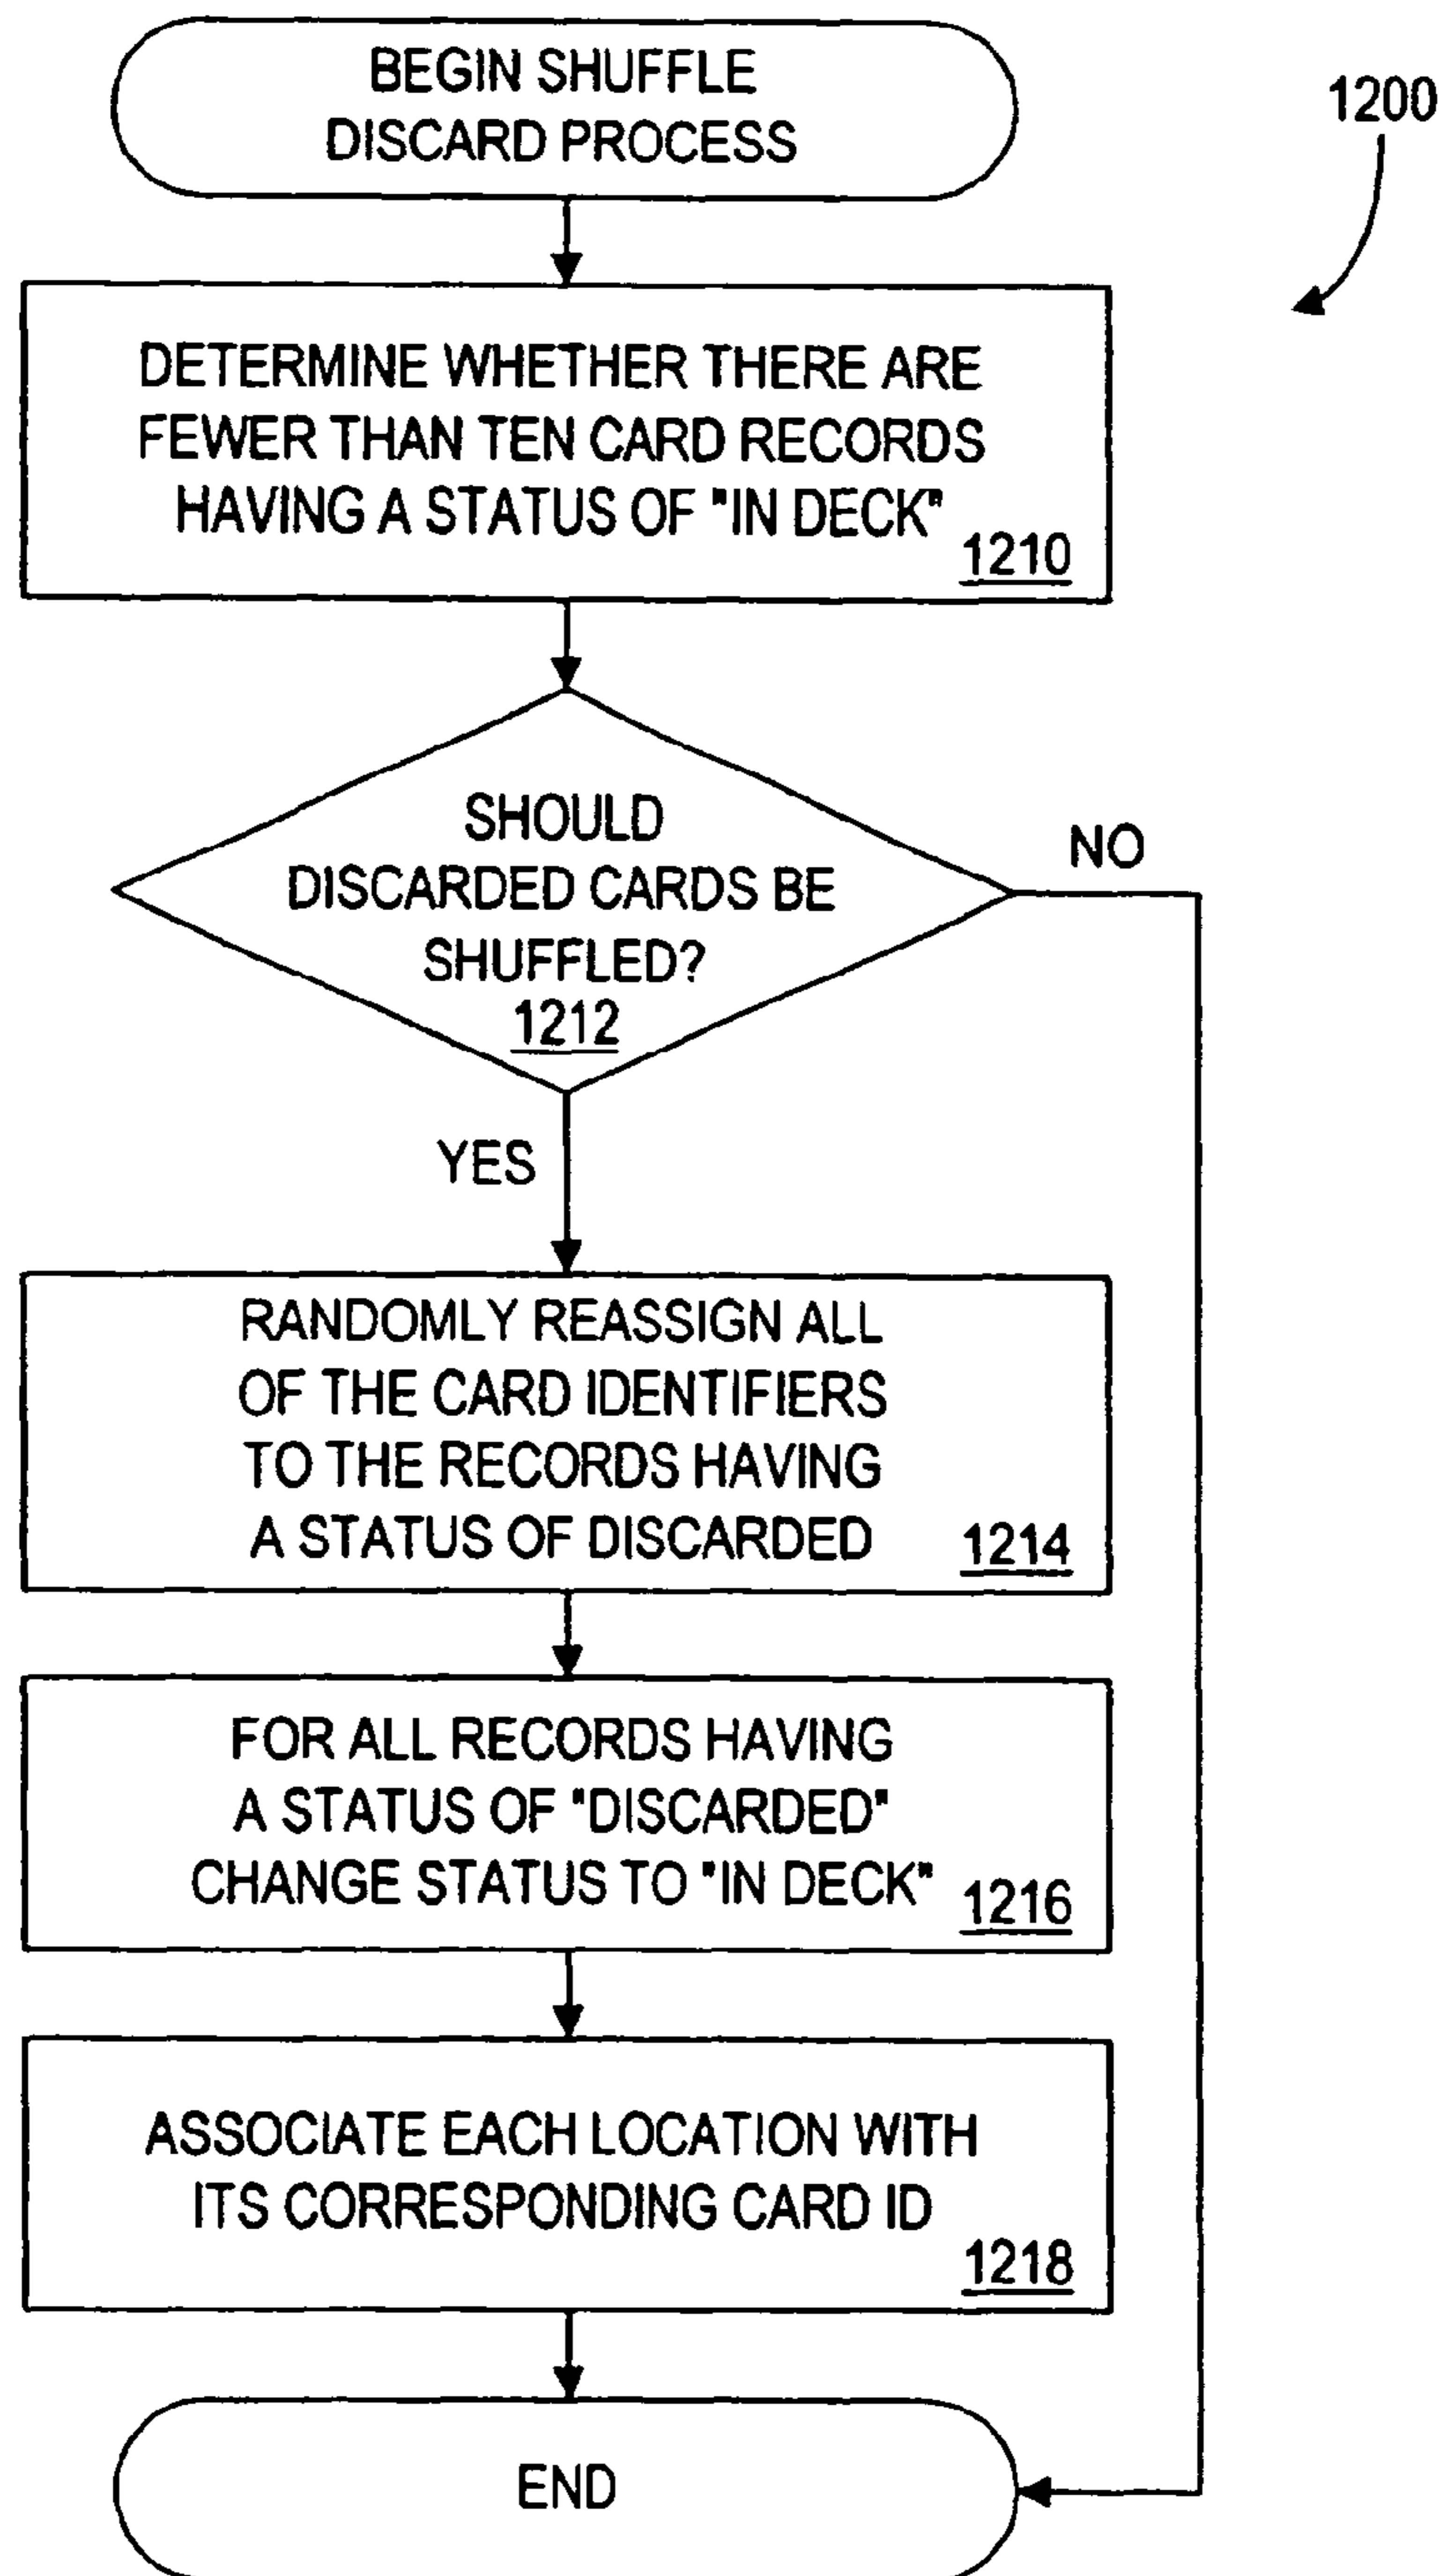 BEGIN SHUFFLE
DISCARD PROCESS
1200
DETERMINE WHETHER THERE ARE
FEWER THAN TEN CARD RECORDS
HAVING A STATUS OF "IN DECK"
1210
SHOULD
DISCARDED CARDS BE
SHUFFLED?
1212
NO
YES
RANDOMLY REASSIGN ALL
OF THE CARD IDENTIFIERS
TO THE RECORDS HAVING
A STATUS OF DISCARDED
1214
FOR ALL RECORDS HAVING
A STATUS OF "DISCARDED"
CHANGE STATUS TO "IN DECK"
1216
ASSOCIATE EACH LOCATION WITH
ITS CORRESPONDING CARD ID
1218
END